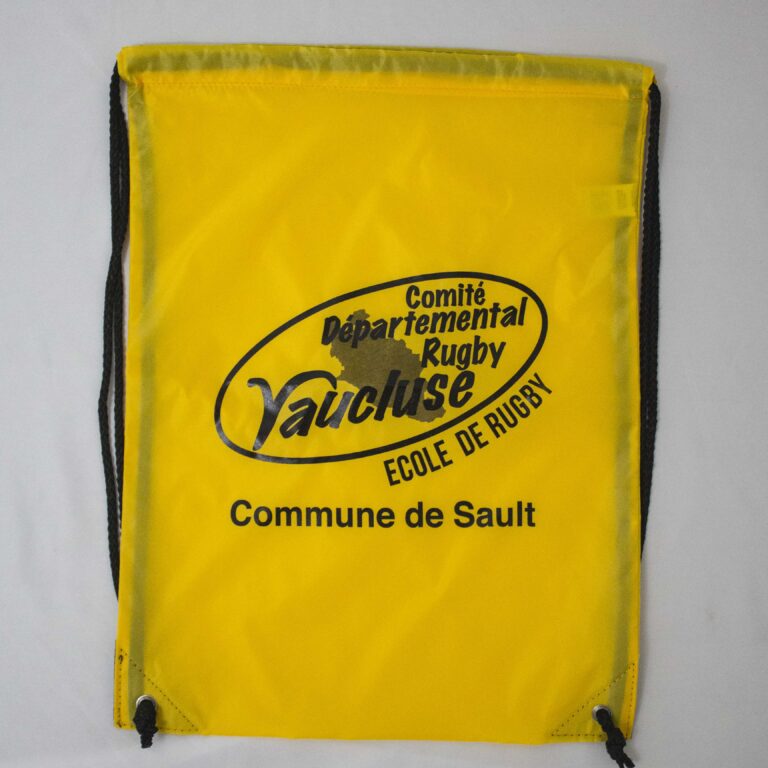 Comité
Départemental
Rugby
Vaucluse
ECOLE DE RUGBY
Commune de Sault